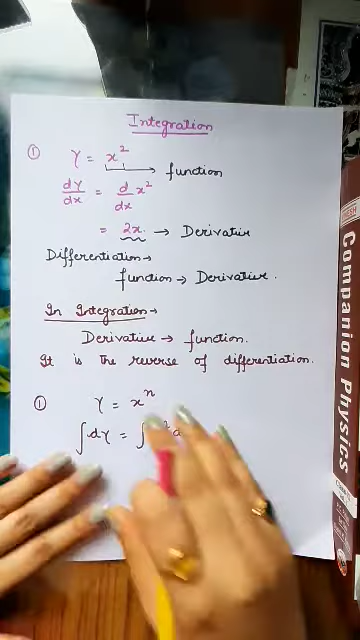 Integration
① Y = x² → function
dY/dx = d/dx x²
= 2x. → Derivative
Differentiation →
function → Derivative.
In Integration →
Derivative → function.
It is the reverse of differentiation.
① Y = xⁿ
∫dY = ∫
Companion